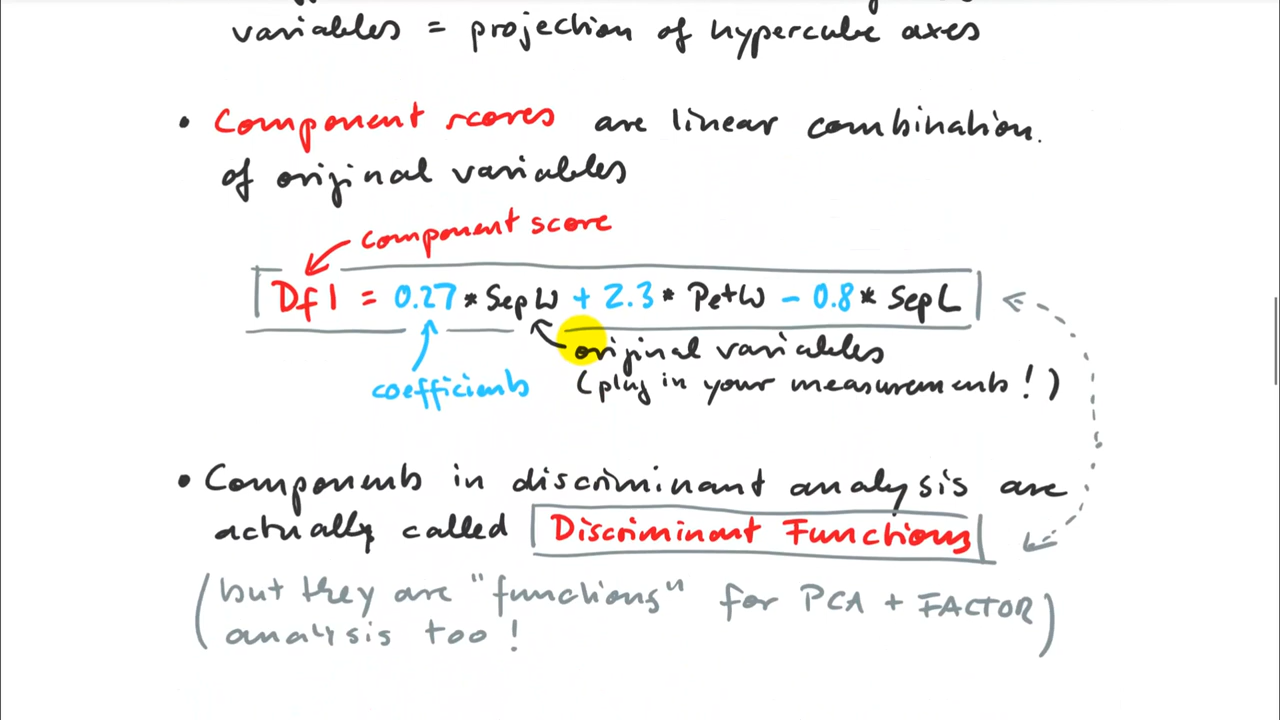 variables = projection of hypercube axes
• Component scores are linear combination.
of original variables
component score
Df1 = 0.27 * SepW + 2.3 * PetW - 0.8 * SepL
original variables
coefficients (plug in your measurements!)
• Components in discriminant analysis are
actually called Discriminant Functions
(but they are "functions" for PCA + FACTOR
analysis too!)